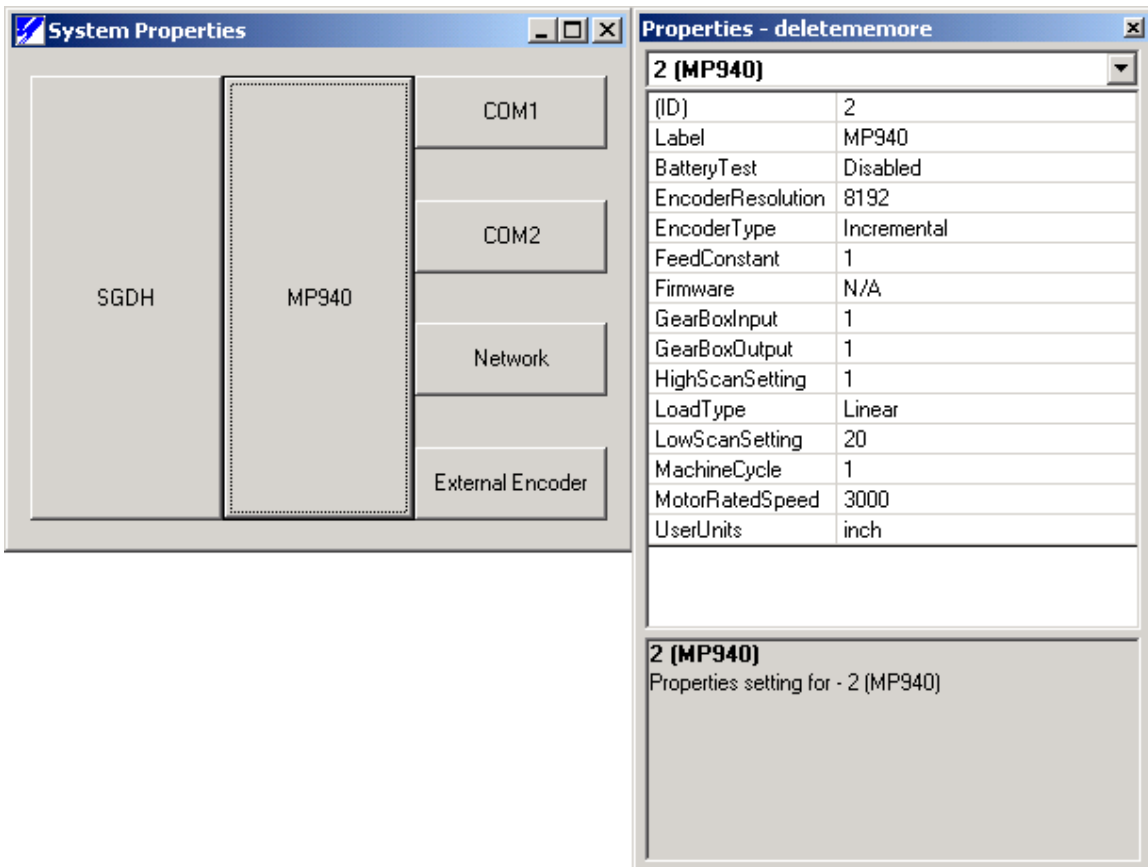 System Properties
SGDH
MP940
COM1
COM2
Network
External Encoder
Properties - deletememore
2 (MP940)
(ID) 2
Label MP940
BatteryTest Disabled
EncoderResolution 8192
EncoderType Incremental
FeedConstant 1
Firmware N/A
GearBoxInput 1
GearBoxOutput 1
HighScanSetting 1
LoadType Linear
LowScanSetting 20
MachineCycle 1
MotorRatedSpeed 3000
UserUnits inch
2 (MP940)
Properties setting for - 2 (MP940)